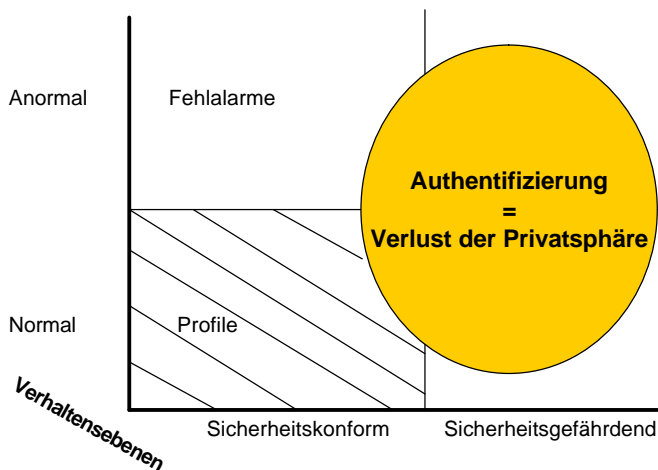 Anormal
Fehlalarme
Authentifizierung
=
Verlust der Privatsphäre
Normal
Profile
Verhaltensebenen
Sicherheitskonform
Sicherheitsgefährdend